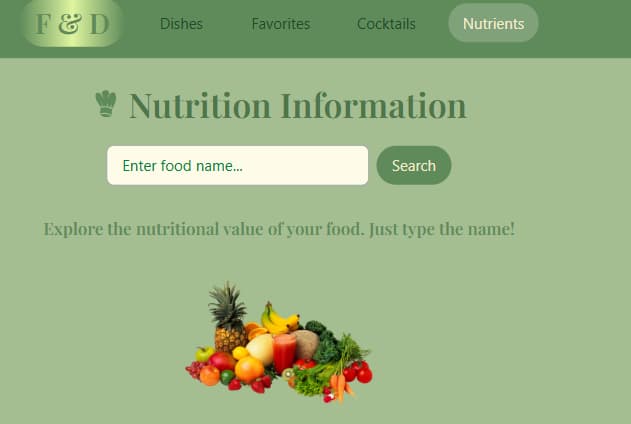 F & D Dishes Favorites Cocktails Nutrients
Nutrition Information
Enter food name... Search
Explore the nutritional value of your food. Just type the name!